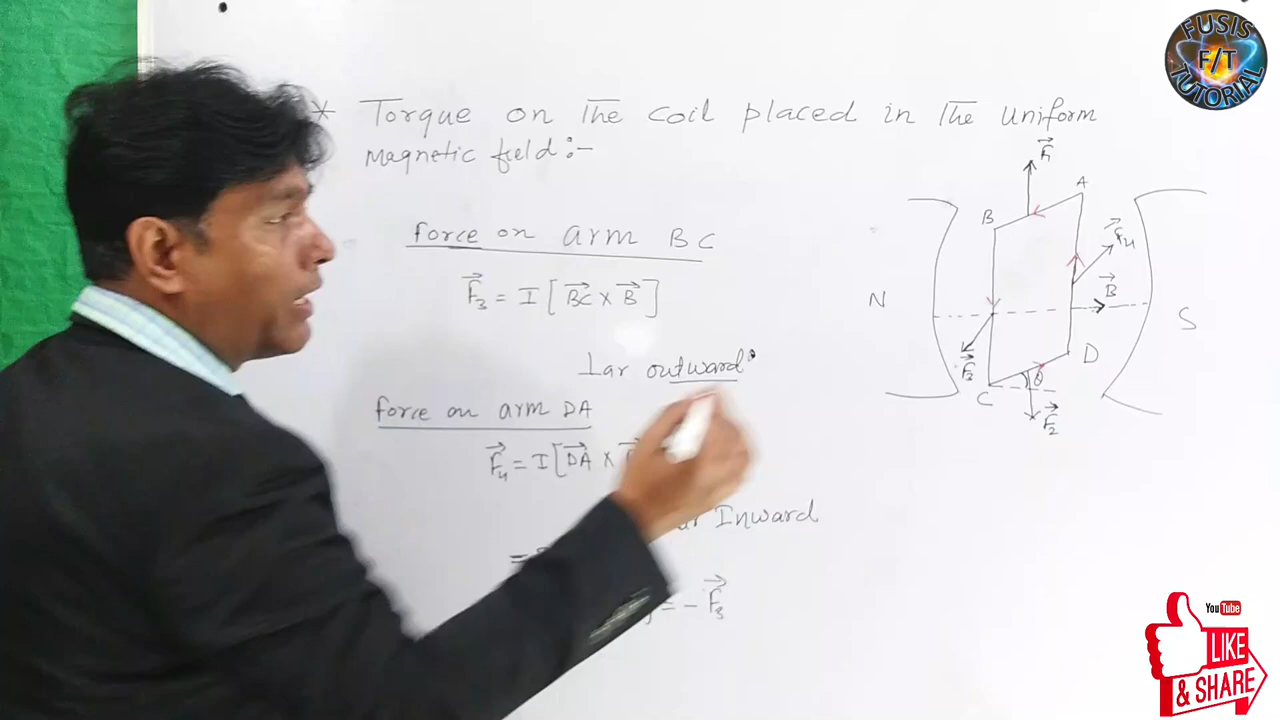 * Torque on The coil placed in The uniform
magnetic field :-
force on arm BC
F₃ = I [ BC × B ]
⊥ar outward
force on arm DA
F₄ = I [ DA ×
Inward
= - F₃
F₁
A
B
F₄
B
N
S
F₃
D
θ
C
F₂
FUSIS
F/T
TUTORIAL
YouTube
LIKE
& SHARE